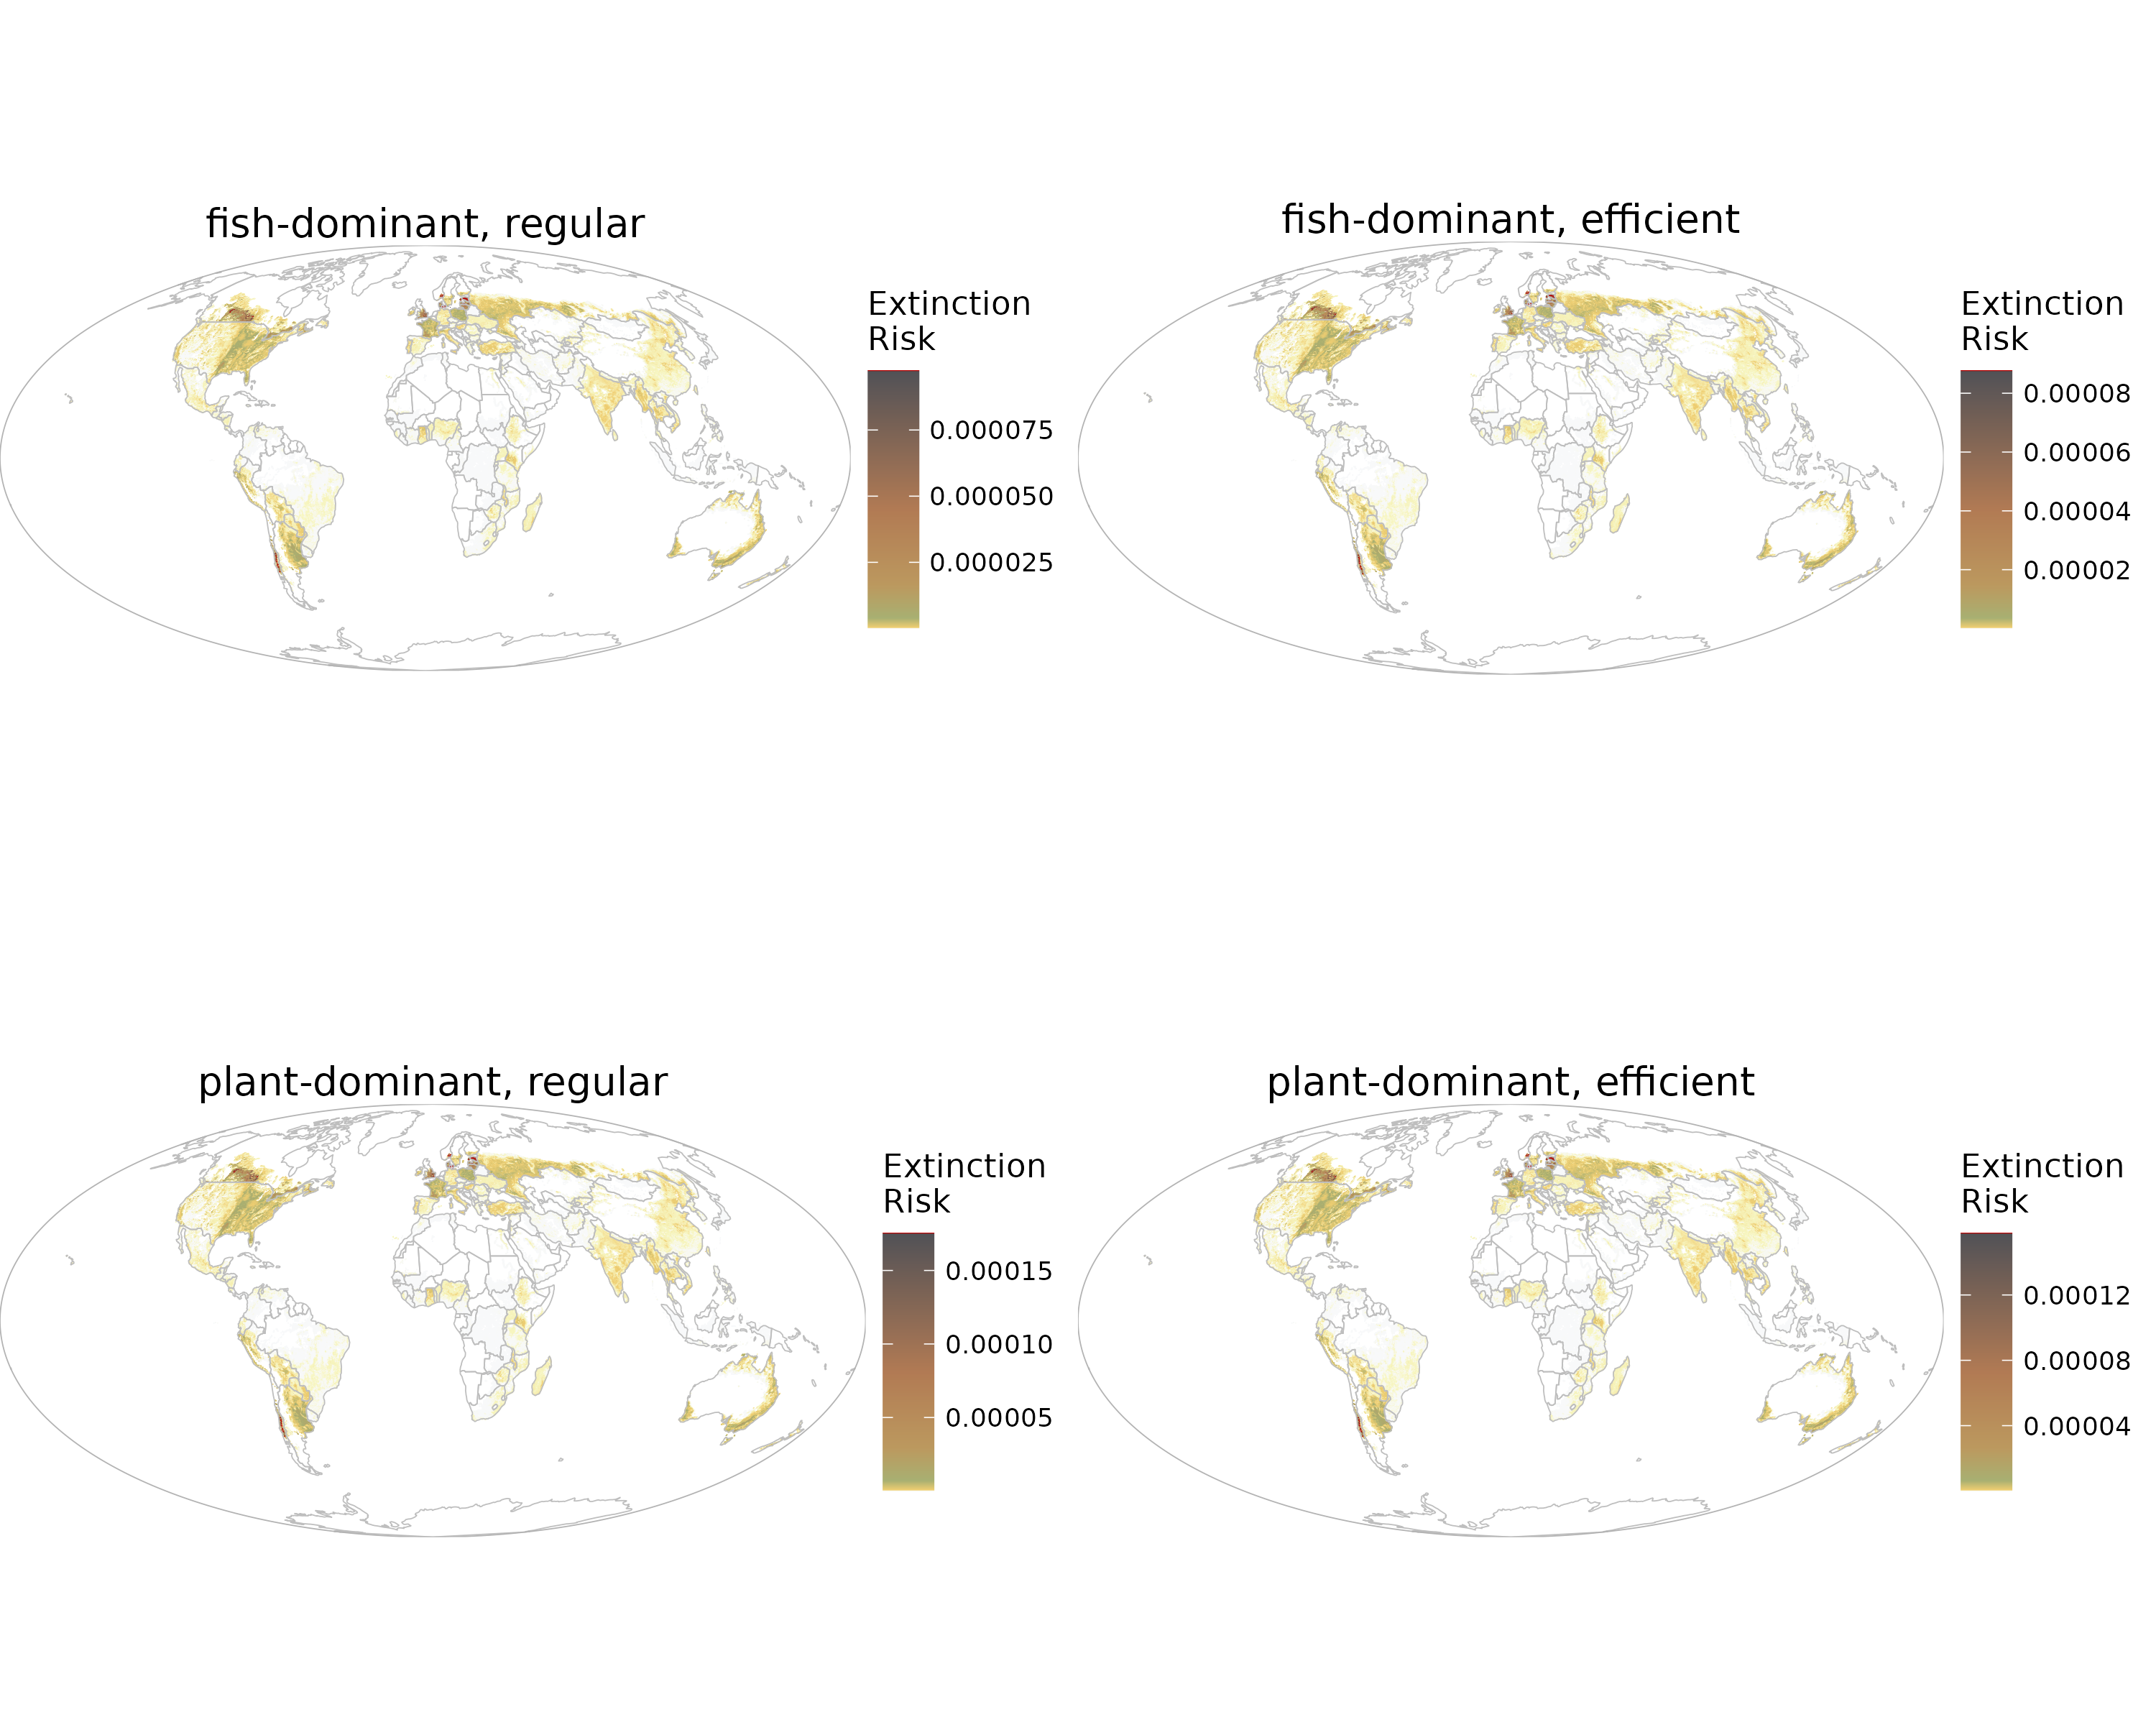 fish-dominant, regular
Extinction
Risk
0.000075
0.000050
0.000025
fish-dominant, efficient
Extinction
Risk
0.00008
0.00006
0.00004
0.00002
plant-dominant, regular
Extinction
Risk
0.00015
0.00010
0.00005
plant-dominant, efficient
Extinction
Risk
0.00012
0.00008
0.00004